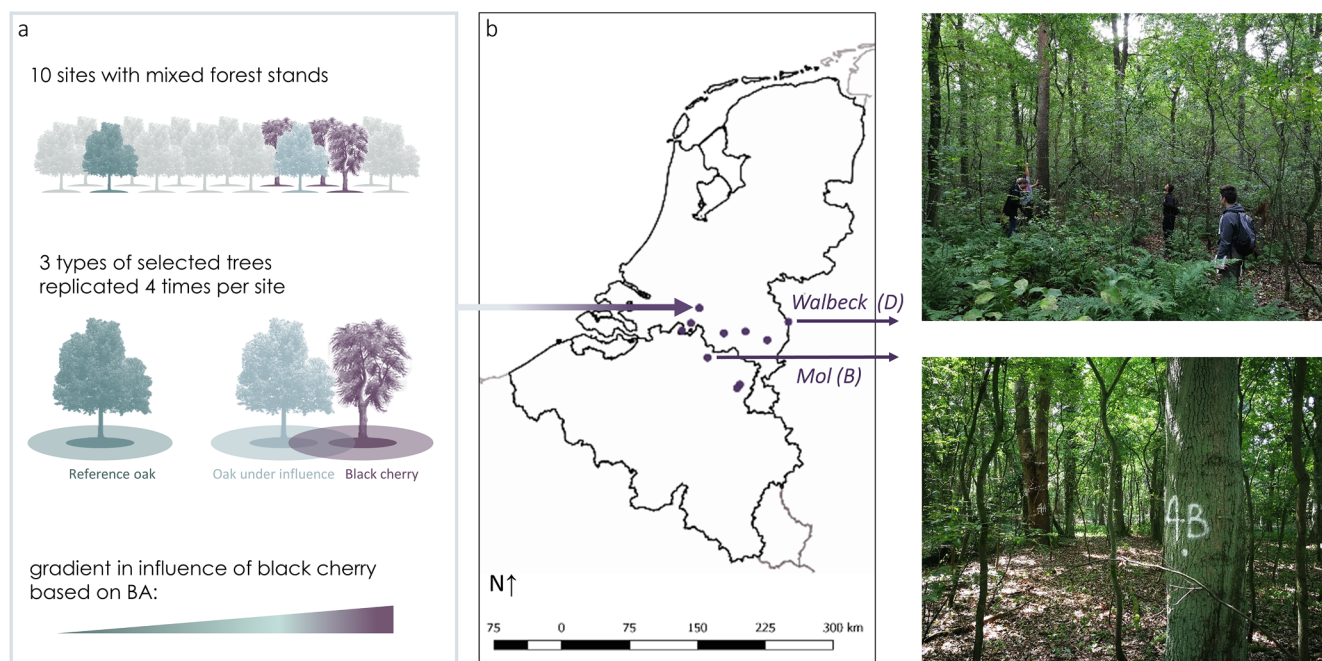 a
10 sites with mixed forest stands
3 types of selected trees
replicated 4 times per site
Reference oak
Oak under influence
Black cherry
gradient in influence of black cherry
based on BA:
b
Walbeck (D)
Mol (B)
N↑
75 0 75 150 225 300 km